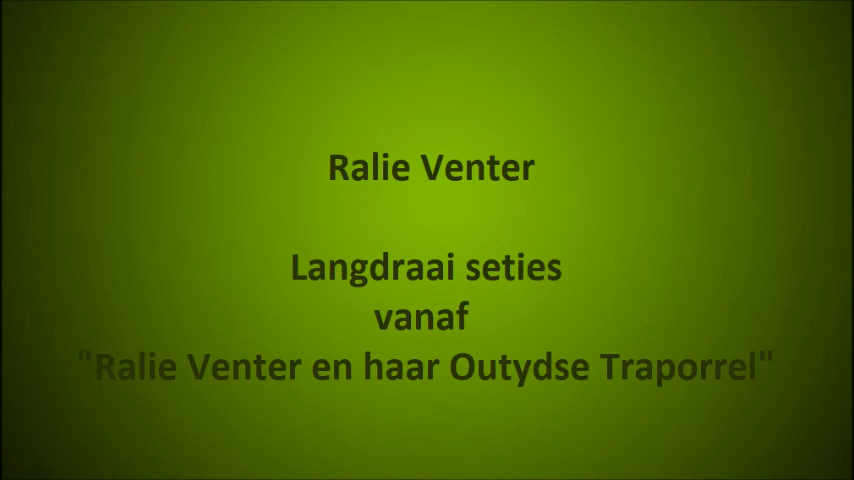 Ralie Venter
Langdraai seties
vanaf
"Ralie Venter en haar Outydse Traporrel"